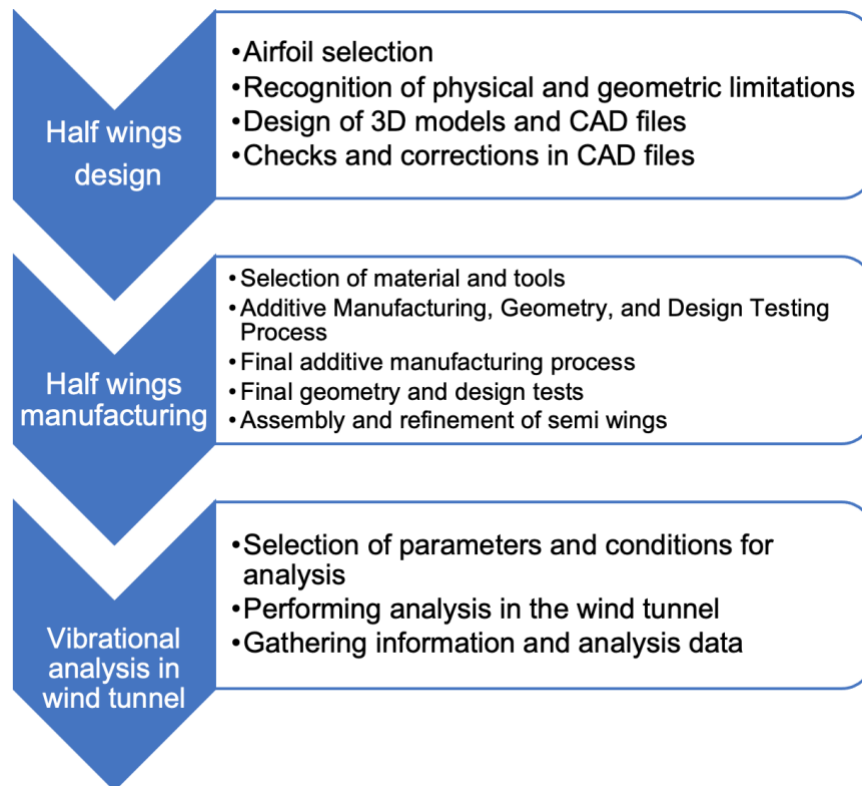 Half wings
design
•Airfoil selection
•Recognition of physical and geometric limitations
•Design of 3D models and CAD files
•Checks and corrections in CAD files
Half wings
manufacturing
•Selection of material and tools
•Additive Manufacturing, Geometry, and Design Testing
Process
•Final additive manufacturing process
•Final geometry and design tests
•Assembly and refinement of semi wings
Vibrational
analysis in
wind tunnel
•Selection of parameters and conditions for
analysis
•Performing analysis in the wind tunnel
•Gathering information and analysis data